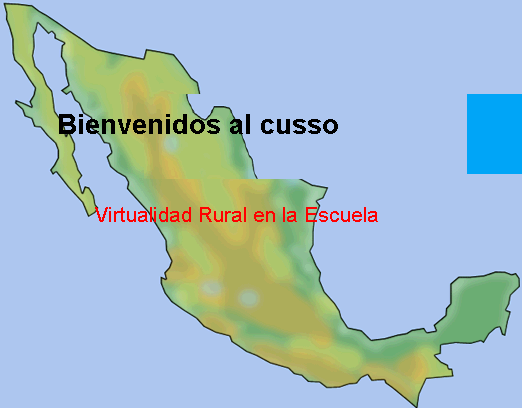 Bienvenidos al cusso
Virtualidad Rural en la Escuela